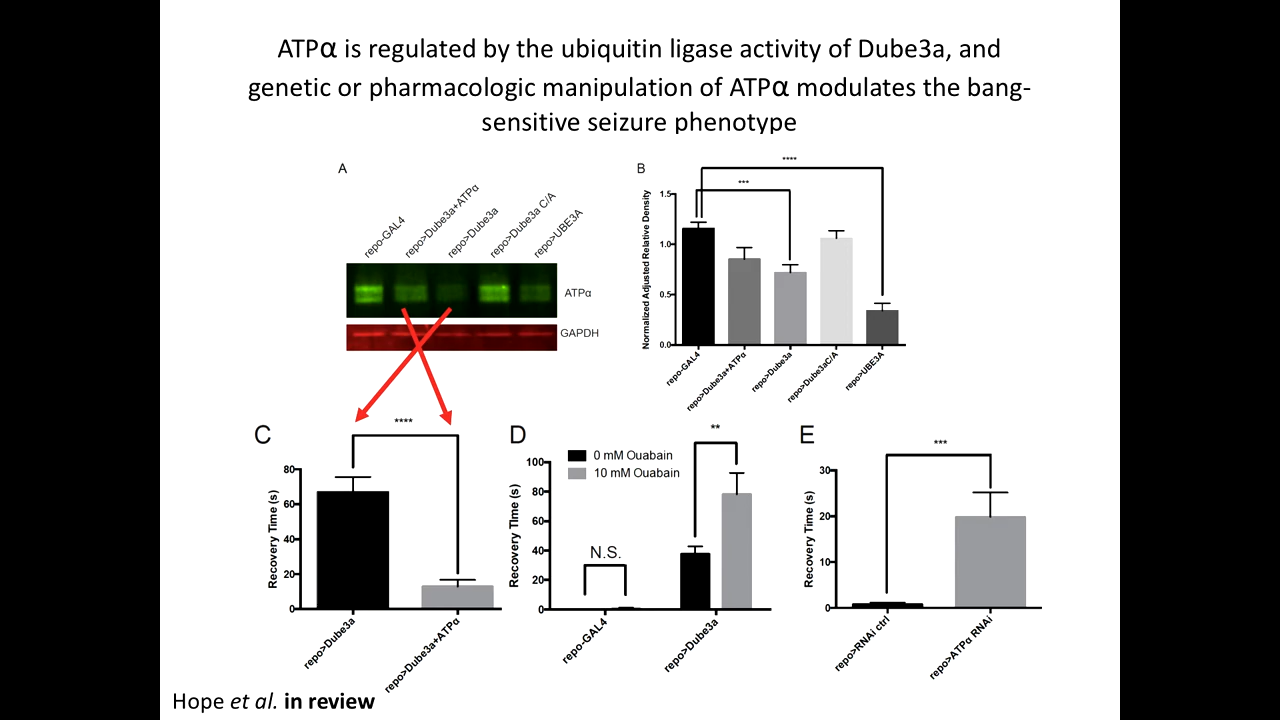 ATPα is regulated by the ubiquitin ligase activity of Dube3a, and
genetic or pharmacologic manipulation of ATPα modulates the bang-
sensitive seizure phenotype
A
repo-GAL4
repo>Dube3a+ATPα
repo>Dube3a
repo>Dube3a C/A
repo>UBE3A
ATPα
GAPDH
B
****
***
Normalized Adjusted Relative Density
1.5
1.0
0.5
0.0
repo-GAL4
repo>Dube3a+ATPα
repo>Dube3a
repo>Dube3aC/A
repo>UBE3A
C
****
Recovery Time (s)
80
60
40
20
0
repo>Dube3a
repo>Dube3a+ATPα
D
0 mM Ouabain
10 mM Ouabain
**
N.S.
Recovery Time (s)
100
80
60
40
20
0
repo-GAL4
repo>Dube3a
E
***
Recovery Time (s)
30
20
10
0
repo>RNAi ctrl
repo>ATPα RNAi
Hope et al. in review